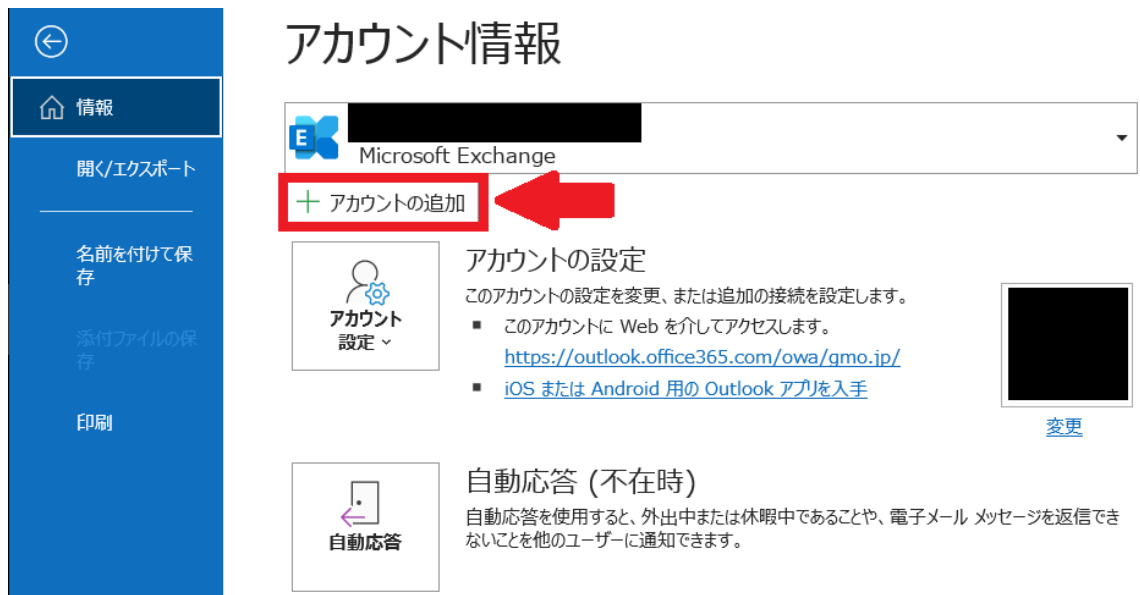 アカウント情報
情報
開く/エクスポート
名前を付けて保
存
添付ファイルの保
存
印刷
E
Microsoft Exchange
アカウントの追加
アカウント
設定
アカウントの設定
このアカウントの設定を変更、または追加の接続を設定します。
■ このアカウントに Web を介してアクセスします。
https://outlook.office365.com/owa/gmo.jp/
■ iOS または Android 用の Outlook アプリを入手
変更
自動応答
自動応答 (不在時)
自動応答を使用すると、外出中または休暇中であることや、電子メール メッセージを返信でき
ないことを他のユーザーに通知できます。